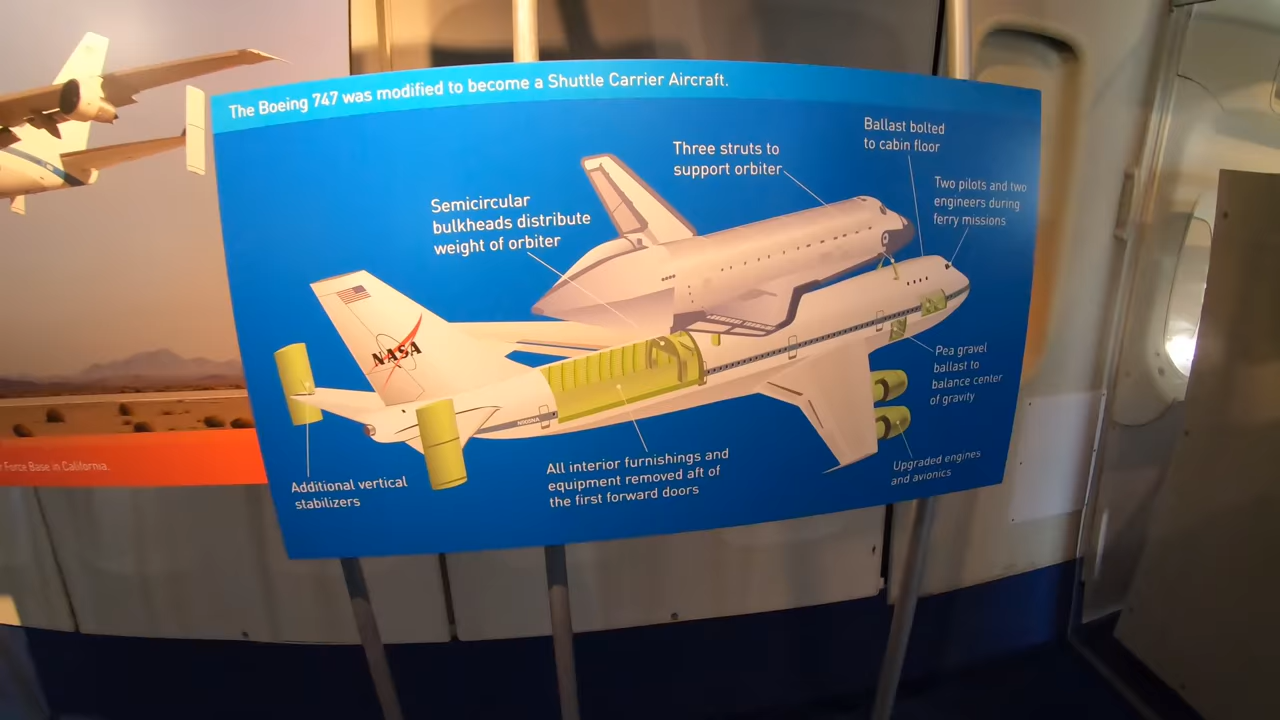 The Boeing 747 was modified to become a Shuttle Carrier Aircraft.
Ballast bolted
to cabin floor
Three struts to
support orbiter
Two pilots and two
engineers during
ferry missions
Semicircular
bulkheads distribute
weight of orbiter
NASA
Pea gravel
ballast to
balance center
of gravity
N905NA
All interior furnishings and
equipment removed aft of
the first forward doors
Upgraded engines
and avionics
Additional vertical
stabilizers
Force Base in California.